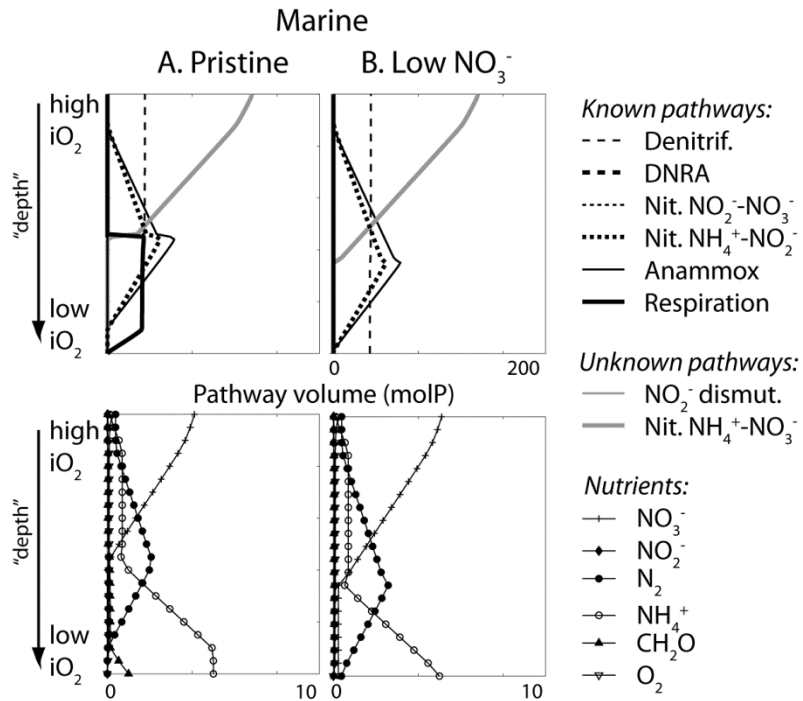 Marine
A. Pristine
B. Low NO₃⁻
high
iO₂
"depth"
low
iO₂
0
200
Known pathways:
Denitrif.
DNRA
Nit. NO₂⁻-NO₃⁻
Nit. NH₄⁺-NO₂⁻
Anammox
Respiration
Unknown pathways:
NO₂⁻ dismut.
Nit. NH₄⁺-NO₃⁻
Pathway volume (molP)
high
iO₂
"depth"
low
iO₂
0
10
0
10
Nutrients:
NO₃⁻
NO₂⁻
N₂
NH₄⁺
CH₂O
O₂